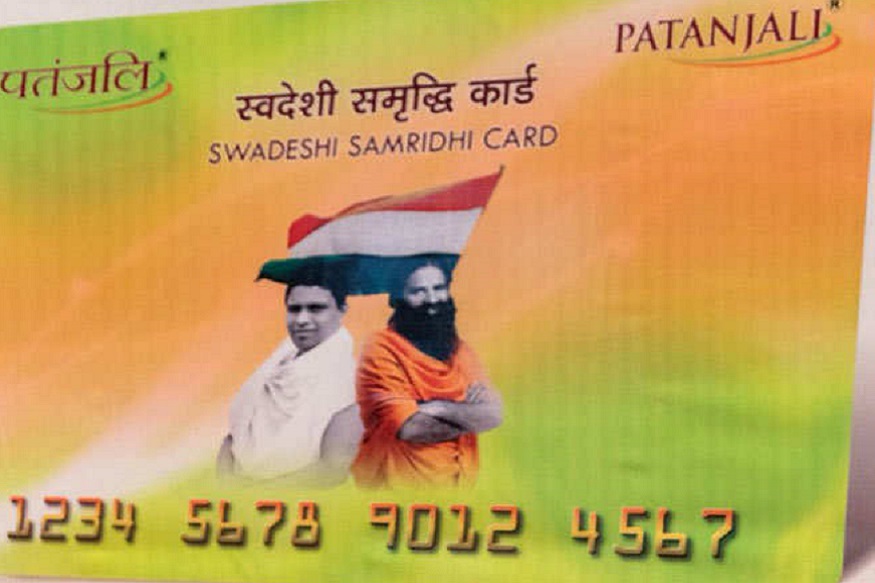 पतंजलि®
PATANJALI®
स्वदेशी समृद्धि कार्ड
SWADESHI SAMRIDHI CARD
1234 5678 9012 4567